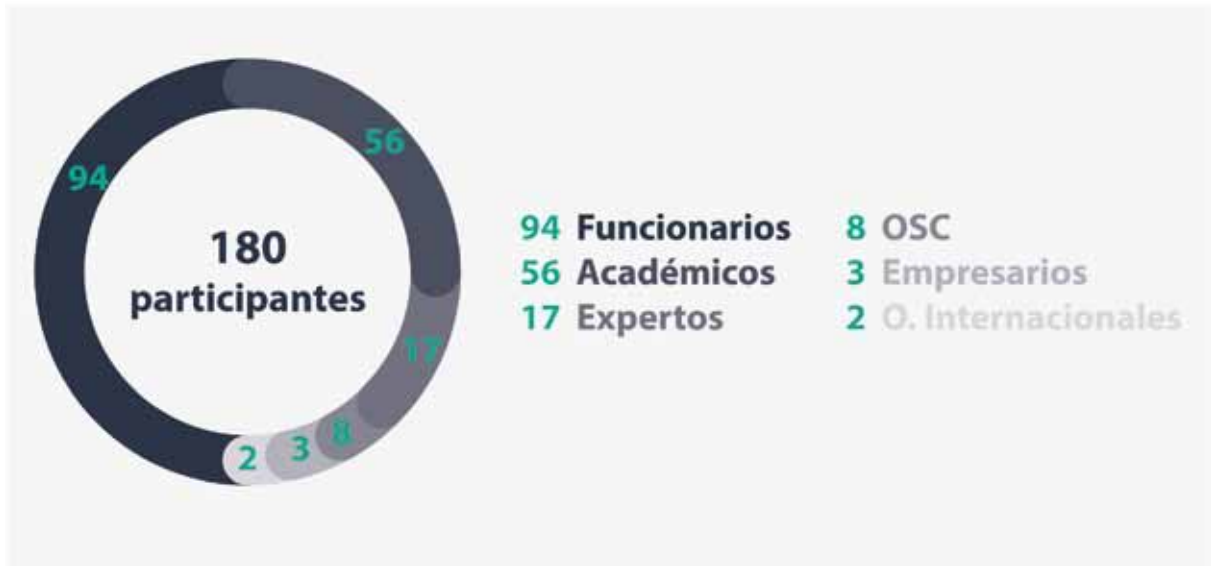 94
56
180
participantes
17
8
3
2
94 Funcionarios
56 Académicos
17 Expertos
8 OSC
3 Empresarios
2 O. Internacionales